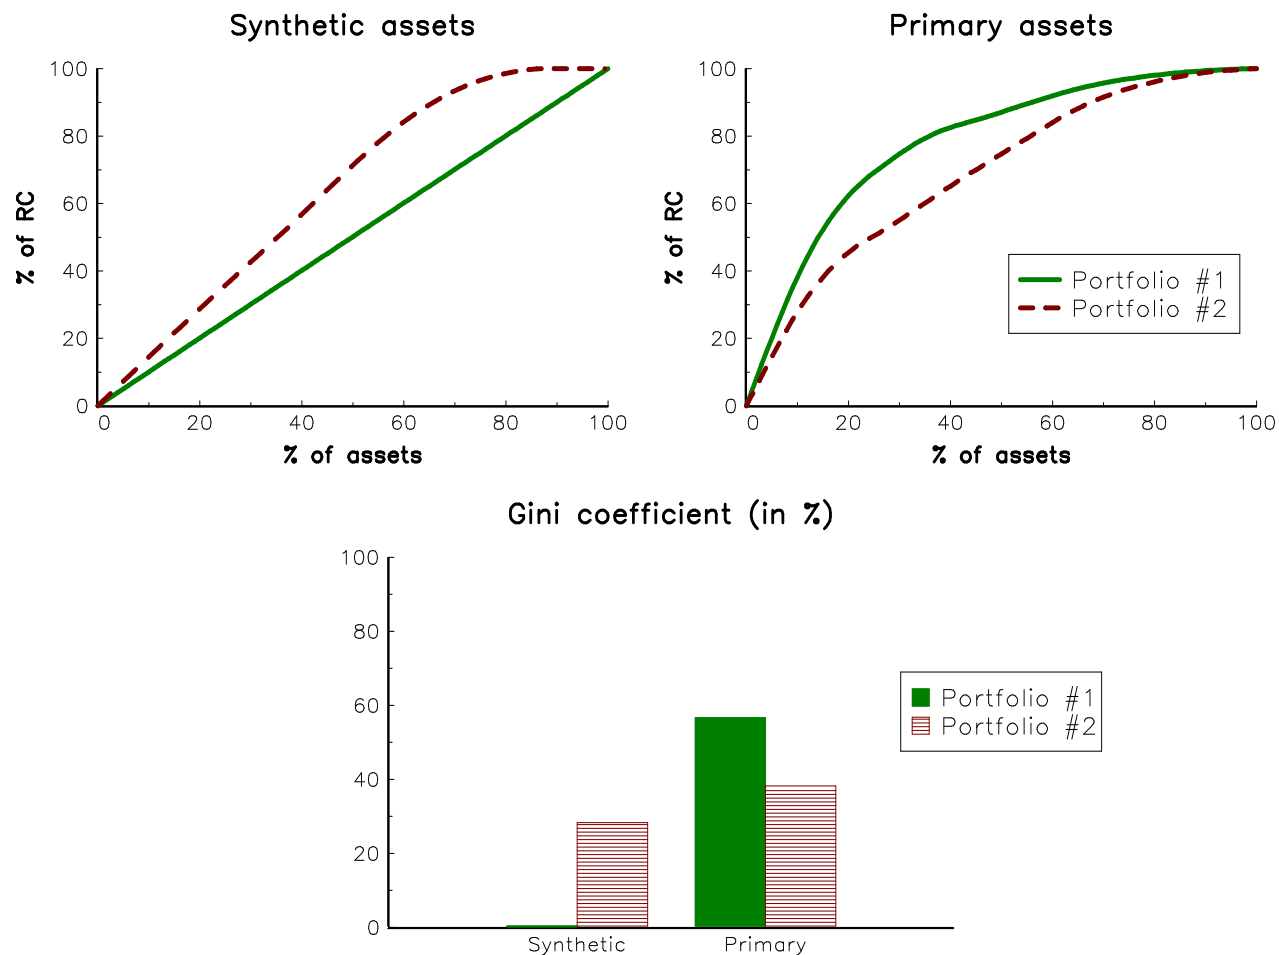 Synthetic assets
100
80
60
40
20
0
% of RC
0 20 40 60 80 100
% of assets
Primary assets
100
80
60
40
20
0
% of RC
Portfolio #1
Portfolio #2
0 20 40 60 80 100
% of assets
Gini coefficient (in %)
100
80
60
40
20
0
Portfolio #1
Portfolio #2
Synthetic Primary